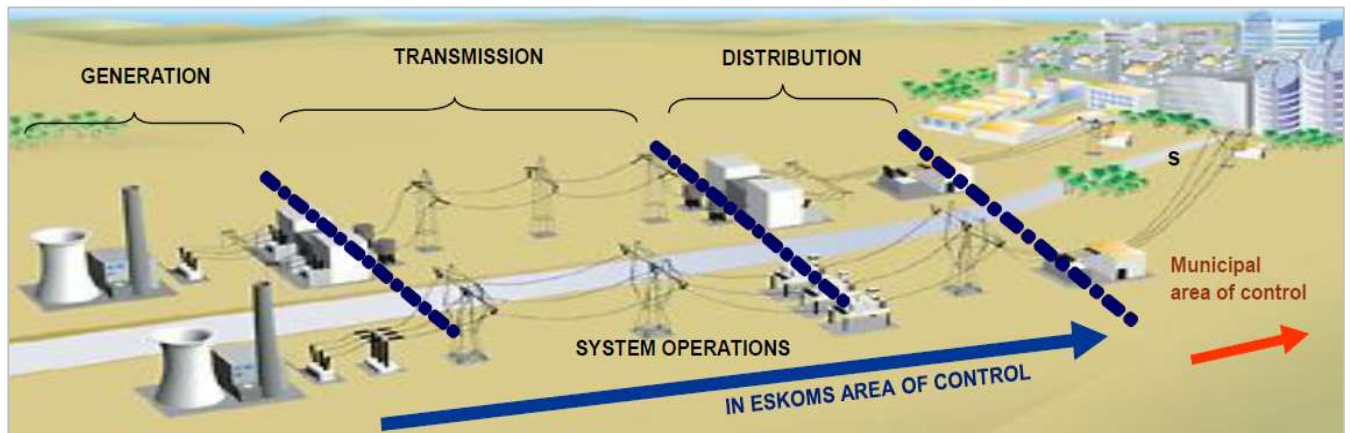 GENERATION
TRANSMISSION
DISTRIBUTION
S
Municipal
area of control
SYSTEM OPERATIONS
IN ESKOMS AREA OF CONTROL